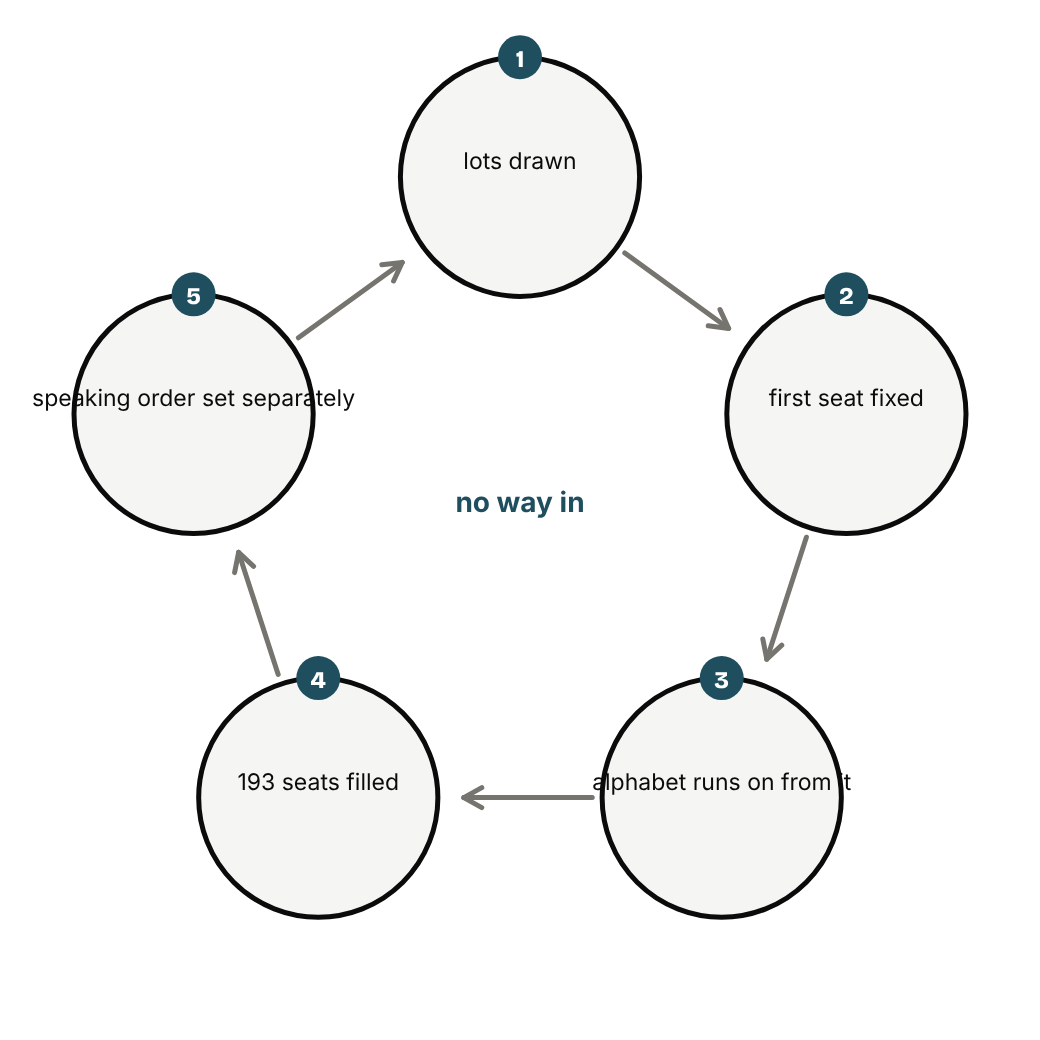 1
lots drawn
2
first seat fixed
3
alphabet runs on from it
4
193 seats filled
5
speaking order set separately
no way in